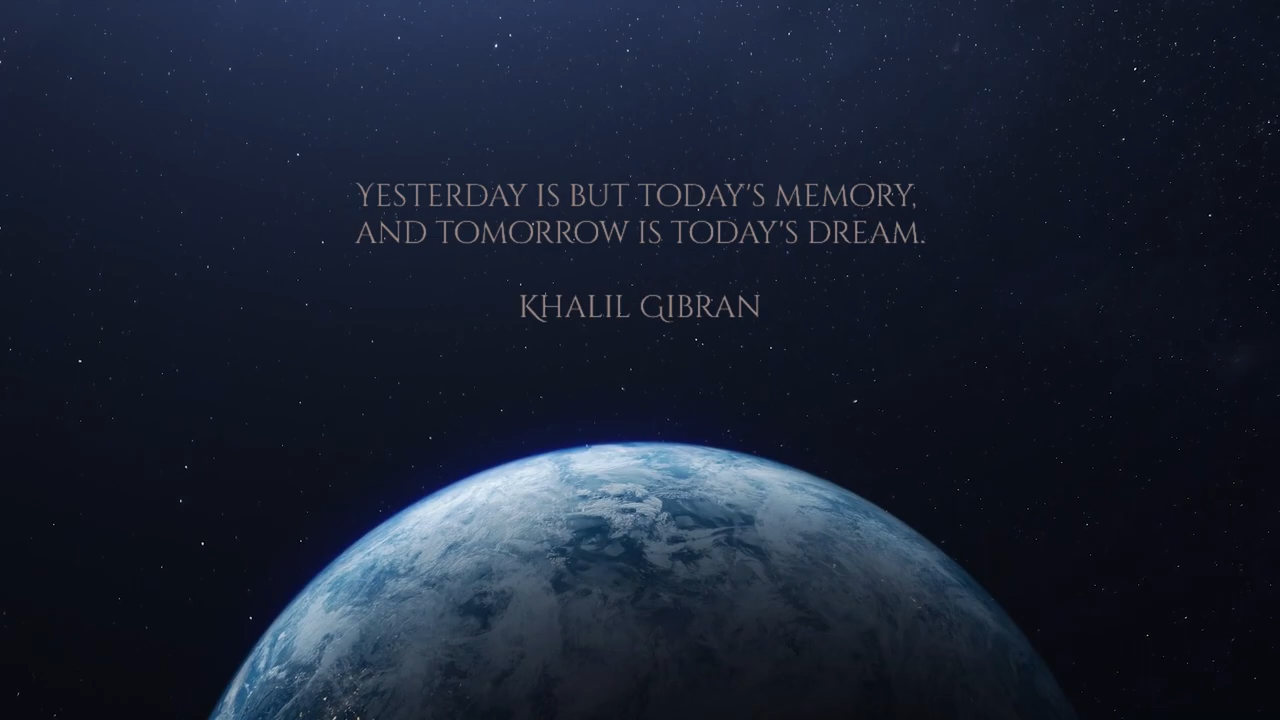 Yesterday is but today's memory,
and tomorrow is today's dream.
Khalil Gibran